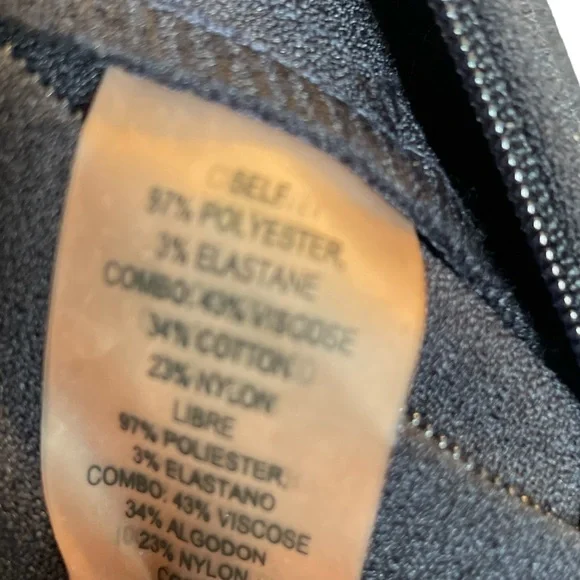 SELF
97% POLYESTER,
3% ELASTANE
COMBO: 43% VISCOSE
34% COTTON
23% NYLON
LIBRE
97% POLIESTER,
3% ELASTANO
COMBO: 43% VISCOSE
34% ALGODON
23% NYLON